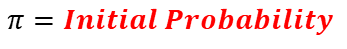 π = Initial Probability